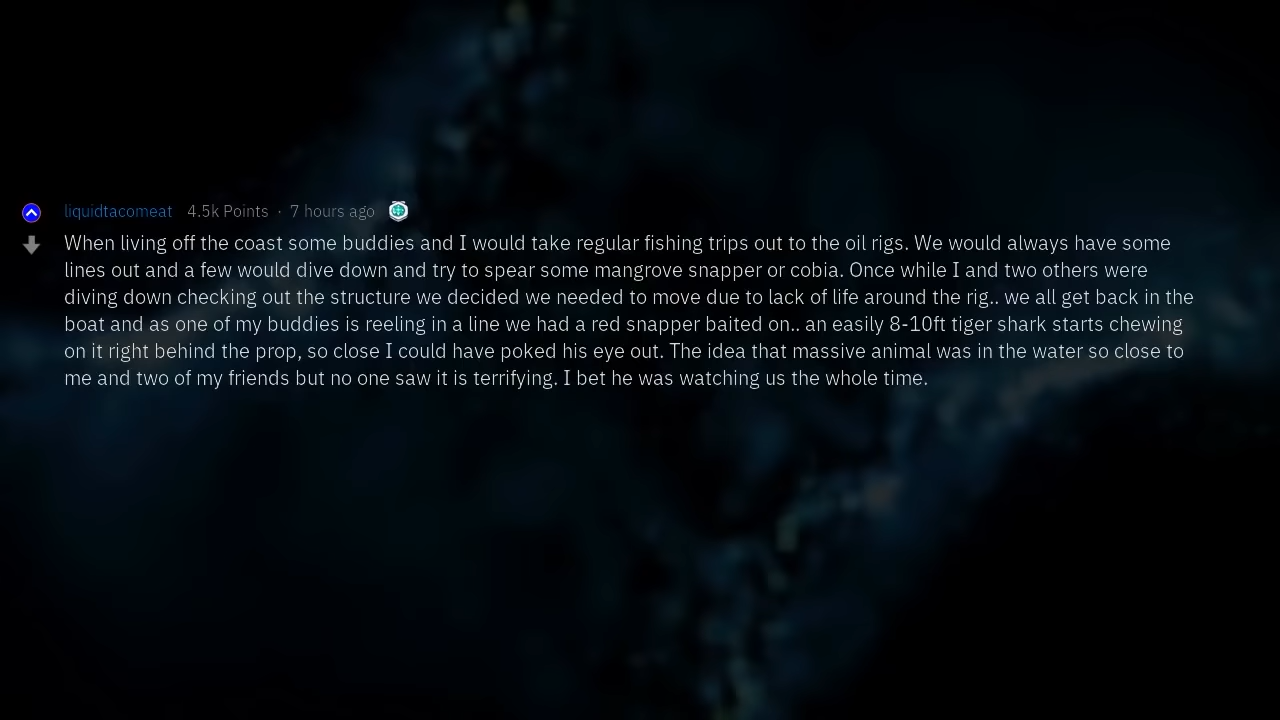 liquidtacomeat 4.5k Points · 7 hours ago
When living off the coast some buddies and I would take regular fishing trips out to the oil rigs. We would always have some
lines out and a few would dive down and try to spear some mangrove snapper or cobia. Once while I and two others were
diving down checking out the structure we decided we needed to move due to lack of life around the rig.. we all get back in the
boat and as one of my buddies is reeling in a line we had a red snapper baited on.. an easily 8-10ft tiger shark starts chewing
on it right behind the prop, so close I could have poked his eye out. The idea that massive animal was in the water so close to
me and two of my friends but no one saw it is terrifying. I bet he was watching us the whole time.